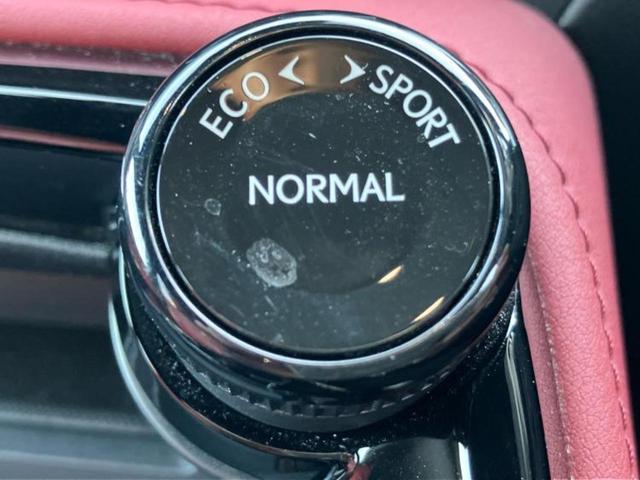 ECO < > SPORT
NORMAL